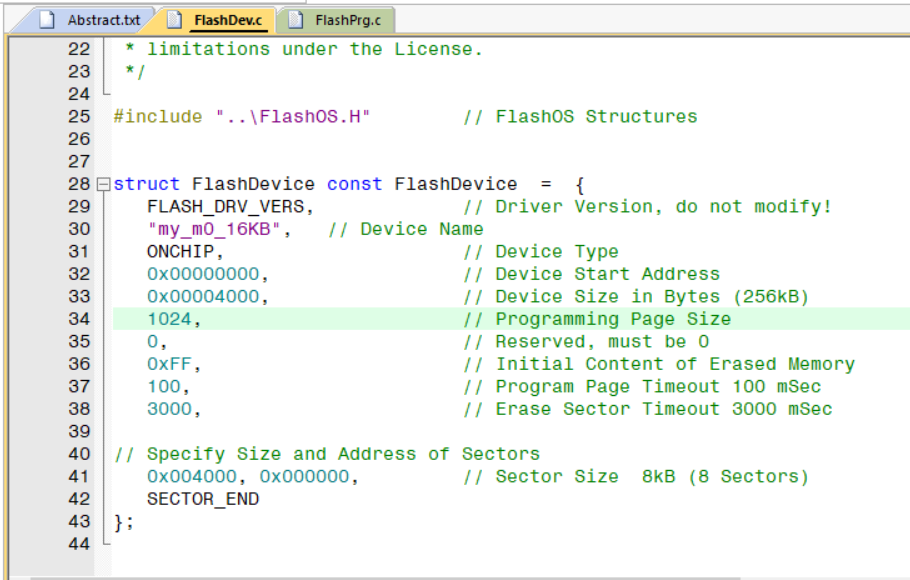 Abstract.txt FlashDev.c FlashPrg.c
22 * limitations under the License.
23 */
24
25 #include "..\FlashOS.H" // FlashOS Structures
26
27
28 struct FlashDevice const FlashDevice = {
29 FLASH_DRV_VERS, // Driver Version, do not modify!
30 "my_m0_16KB", // Device Name
31 ONCHIP, // Device Type
32 0x00000000, // Device Start Address
33 0x00004000, // Device Size in Bytes (256kB)
34 1024, // Programming Page Size
35 0, // Reserved, must be 0
36 0xFF, // Initial Content of Erased Memory
37 100, // Program Page Timeout 100 mSec
38 3000, // Erase Sector Timeout 3000 mSec
39
40 // Specify Size and Address of Sectors
41 0x004000, 0x000000, // Sector Size 8kB (8 Sectors)
42 SECTOR_END
43 };
44